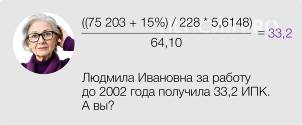 ((75 203 + 15%) / 228 * 5,6148)
64,10
= 33,2
Людмила Ивановна за работу
до 2002 года получила 33,2 ИПК.
А вы?